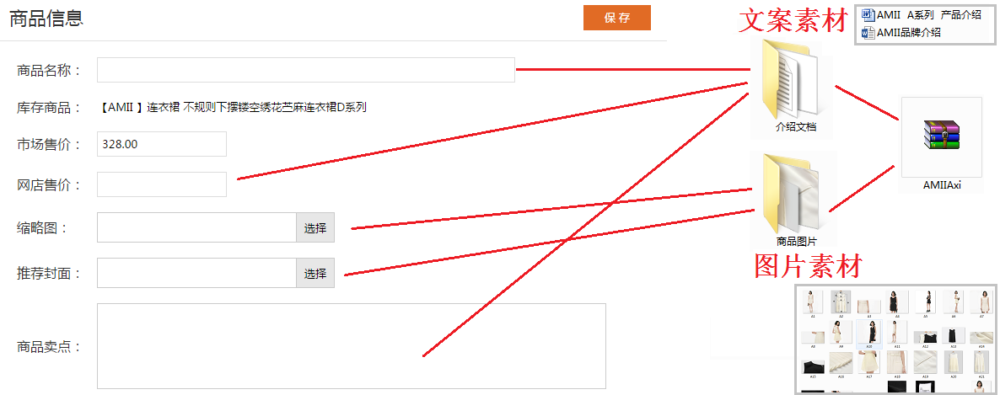 商品信息
保存
文案素材
AMII A系列 产品介绍
AMII品牌介绍
商品名称：
库存商品：
【AMII 】连衣裙 不规则下摆镂空绣花苎麻连衣裙D系列
介绍文档
市场售价：
328.00
网店售价：
AMIIAxi
缩略图：
选择
商品图片
图片素材
推荐封面：
选择
商品卖点：
A1 A2 A3 A4 A5 A6 A7
A8 A9 A10 A11 A12 A13 A14
A15 A16 A17 A18 A19 A20 A21